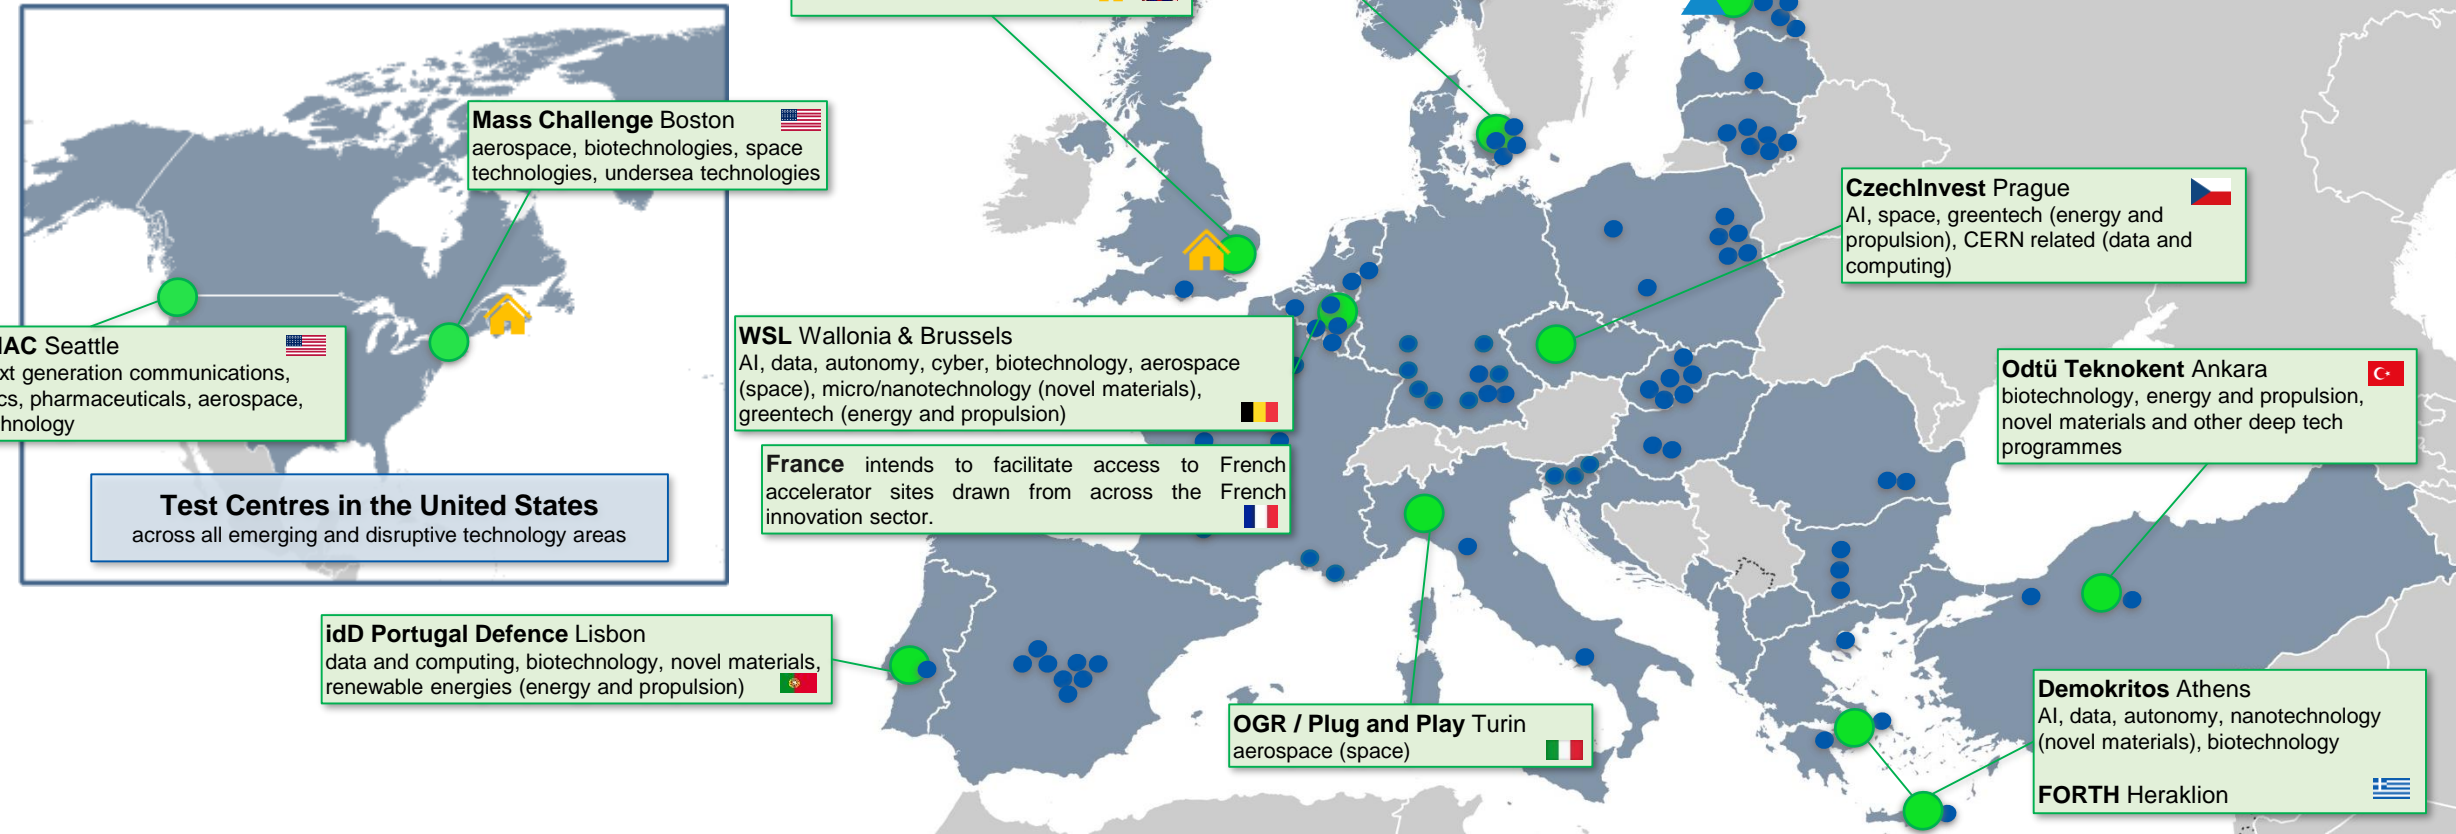 Mass Challenge Boston
aerospace, biotechnologies, space
technologies, undersea technologies
CzechInvest Prague
AI, space, greentech (energy and
propulsion), CERN related (data and
computing)
Seattle
generation communications,
pharmaceuticals, aerospace,
WSL Wallonia & Brussels
AI, data, autonomy, cyber, biotechnology, aerospace
(space), micro/nanotechnology (novel materials),
greentech (energy and propulsion)
Odtü Teknokent Ankara
biotechnology, energy and propulsion,
novel materials and other deep tech
programmes
France intends to facilitate access to French
accelerator sites drawn from across the French
innovation sector.
Test Centres in the United States
across all emerging and disruptive technology areas
idD Portugal Defence Lisbon
data and computing, biotechnology, novel materials,
renewable energies (energy and propulsion)
OGR / Plug and Play Turin
aerospace (space)
Demokritos Athens
AI, data, autonomy, nanotechnology
(novel materials), biotechnology
FORTH Heraklion